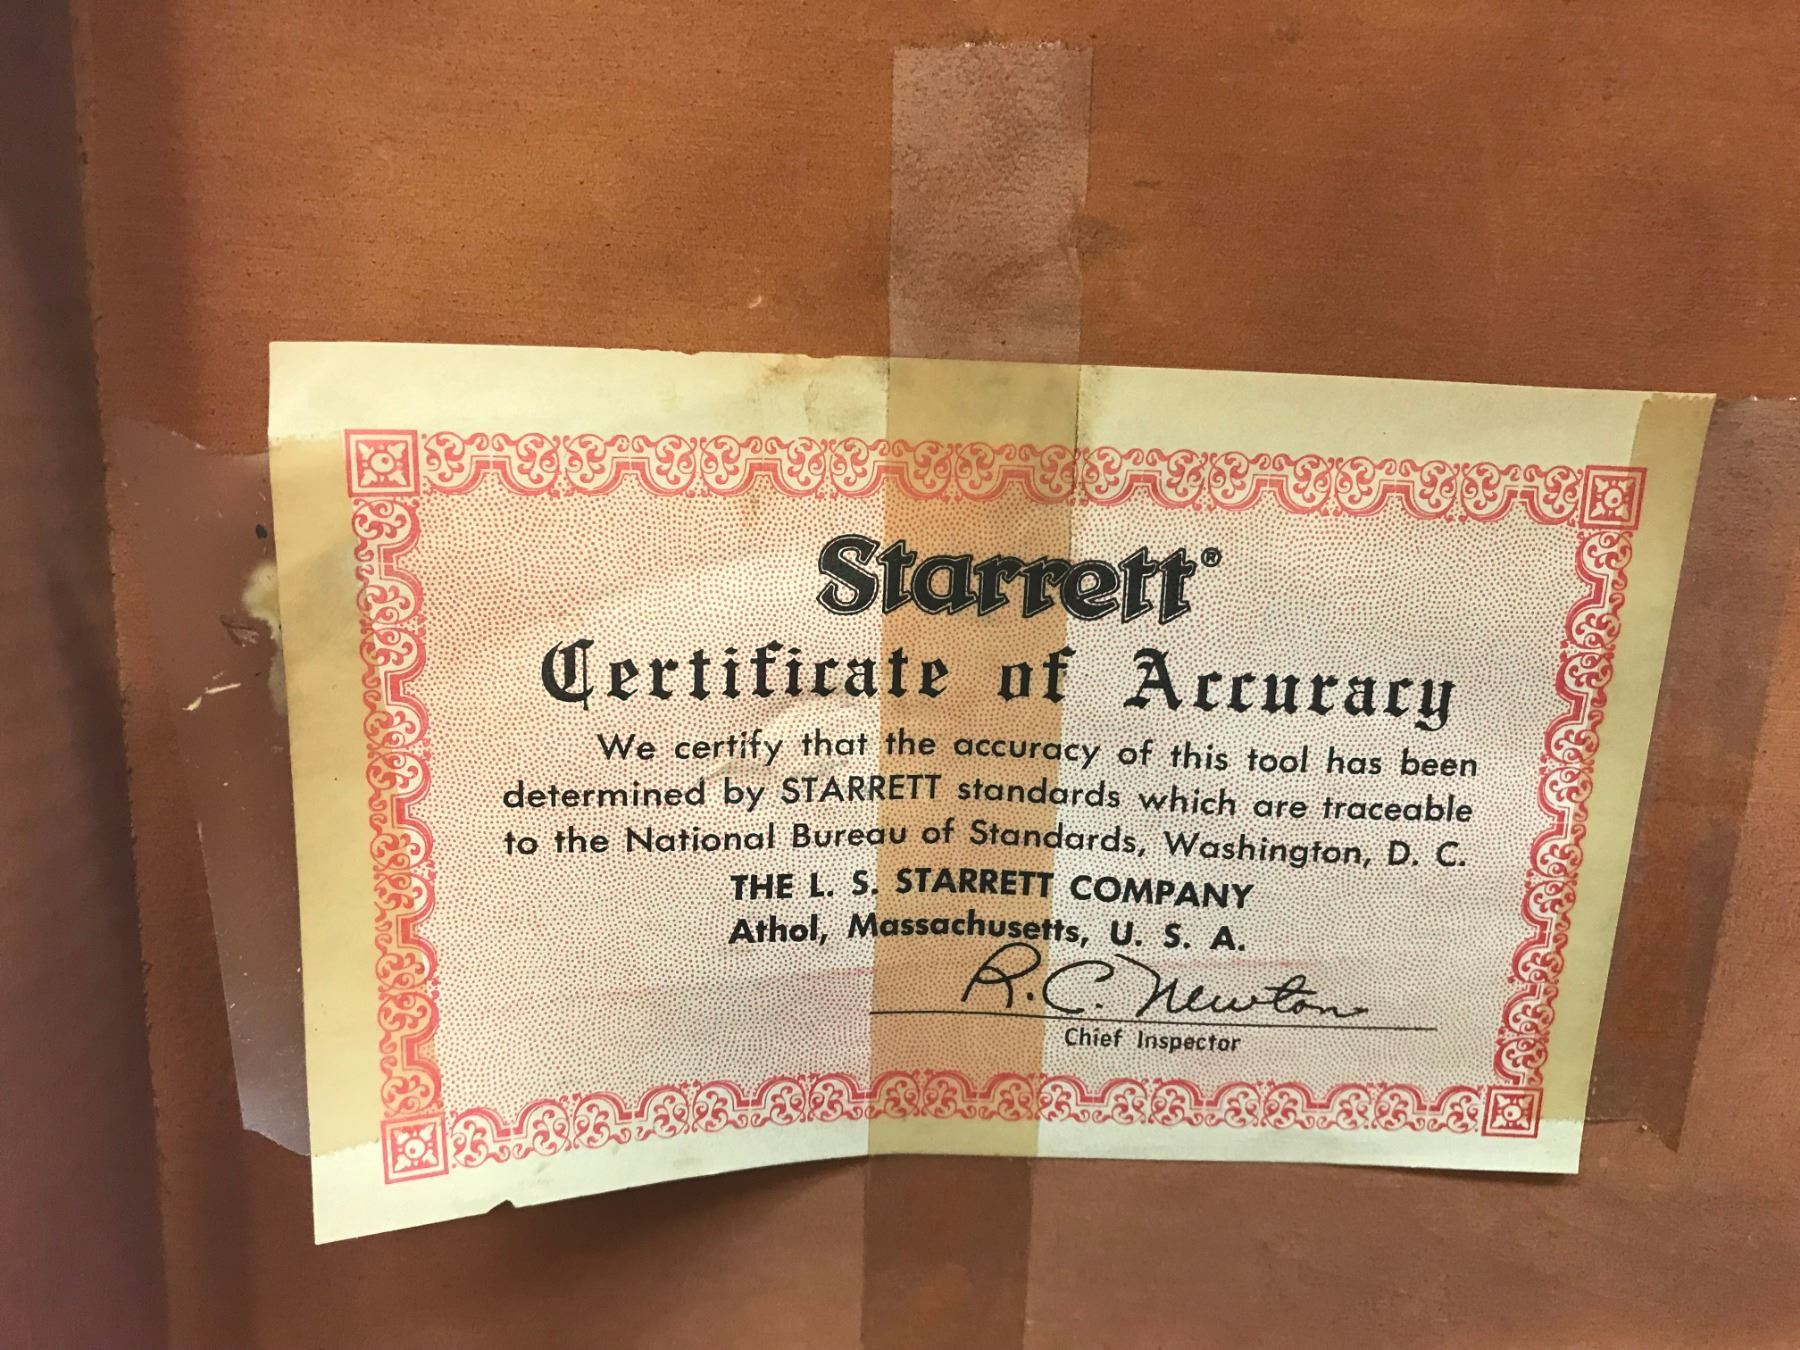 Starrett®
Certificate of Accuracy
We certify that the accuracy of this tool has been
determined by STARRETT standards which are traceable
to the National Bureau of Standards, Washington, D. C.
THE L. S. STARRETT COMPANY
Athol, Massachusetts, U. S. A.
R. C. Newton
Chief Inspector